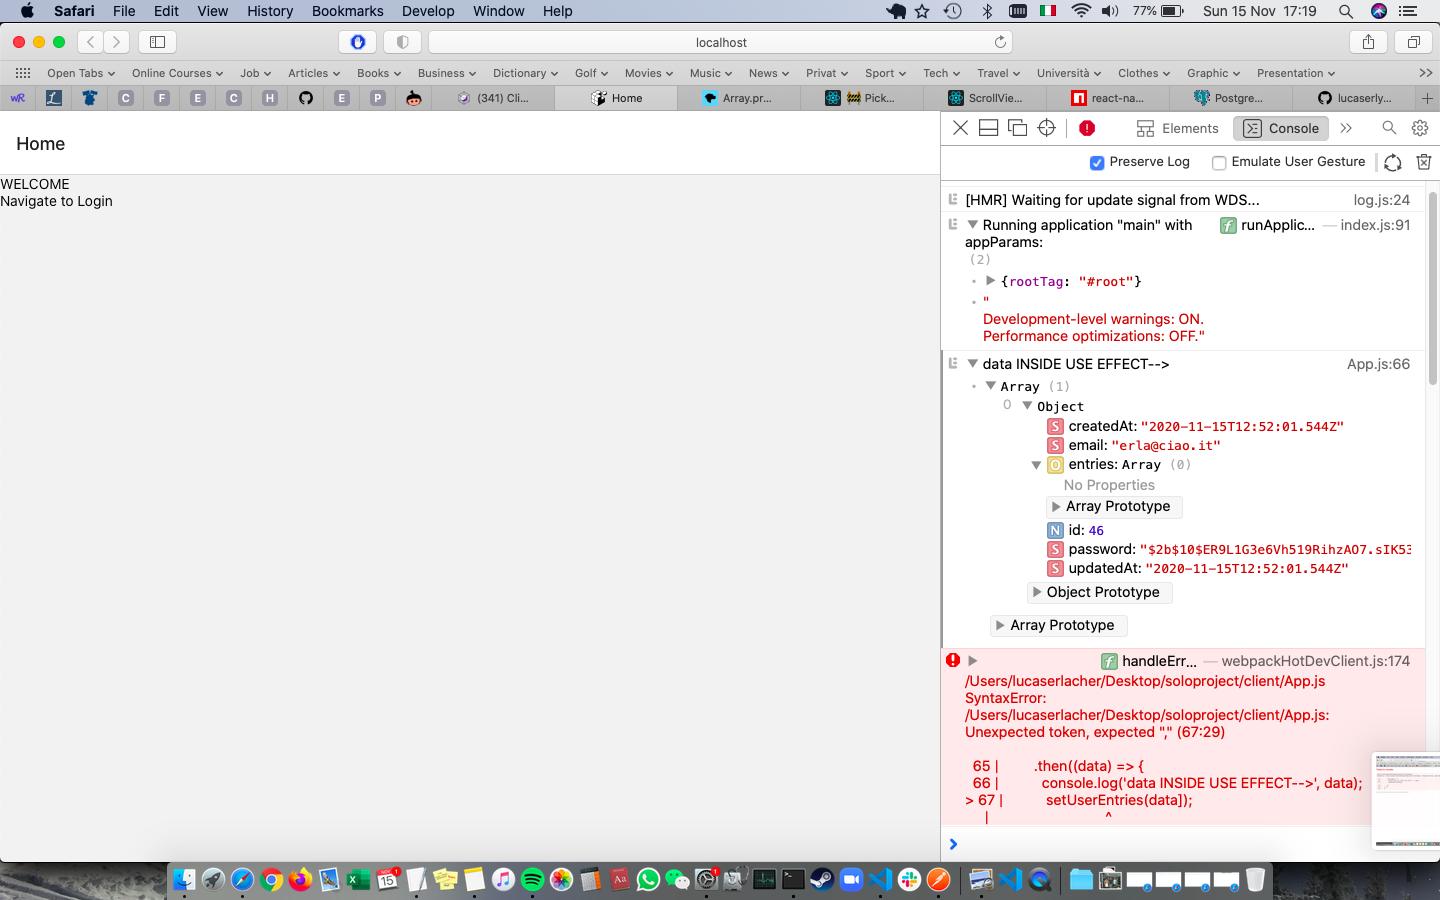 Safari File Edit View History Bookmarks Develop Window Help 77% Sun 15 Nov 17:19
localhost
Open Tabs Online Courses Job Articles Books Business Dictionary Golf Movies Music News Privat Sport Tech Travel Università Clothes Graphic Presentation
wR L C F E C H E P (341) Cli... Home Array.pr... Pick... ScrollVie... react-na... Postgre... lucaserly...
Home
WELCOME
Navigate to Login
Elements Console
Preserve Log Emulate User Gesture
[HMR] Waiting for update signal from WDS... log.js:24
Running application "main" with appParams: runApplic... — index.js:91
(2)
{rootTag: "#root"}
"
Development-level warnings: ON.
Performance optimizations: OFF."
data INSIDE USE EFFECT--> App.js:66
Array (1)
0 Object
S createdAt: "2020-11-15T12:52:01.544Z"
S email: "erla@ciao.it"
O entries: Array (0)
No Properties
Array Prototype
N id: 46
S password: "$2b$10$ER9L1G3e6Vh519RihzAO7.sIK53
S updatedAt: "2020-11-15T12:52:01.544Z"
Object Prototype
Array Prototype
f handleErr... — webpackHotDevClient.js:174
/Users/lucaserlacher/Desktop/soloproject/client/App.js
SyntaxError:
/Users/lucaserlacher/Desktop/soloproject/client/App.js:
Unexpected token, expected "," (67:29)
65 | .then((data) => {
66 | console.log('data INSIDE USE EFFECT-->', data);
> 67 | setUserEntries(data]);
| ^